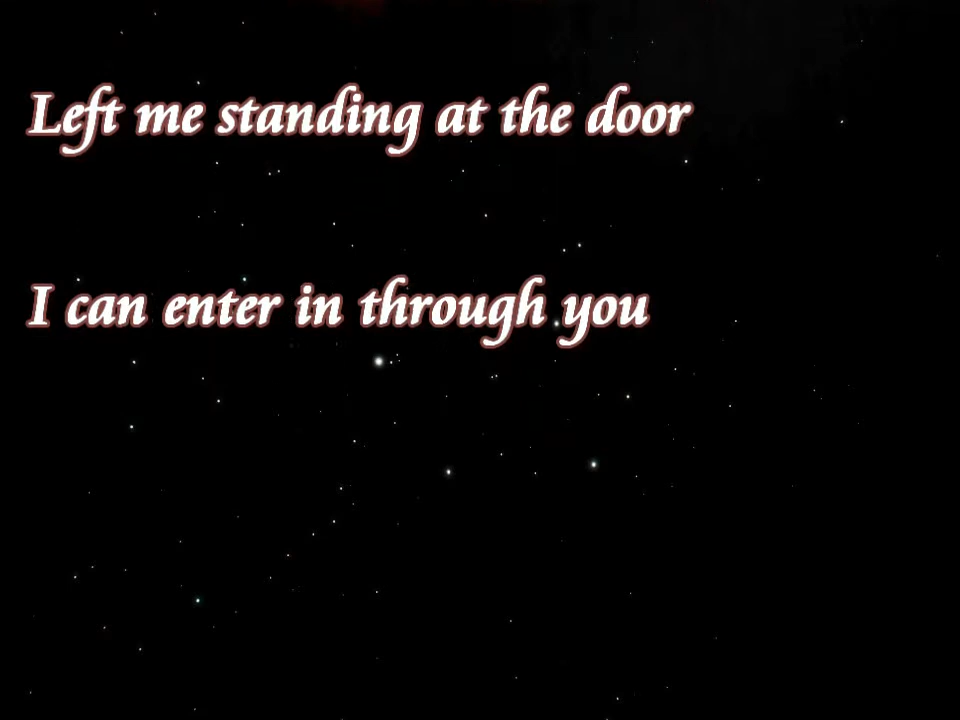 Left me standing at the door
I can enter in through you